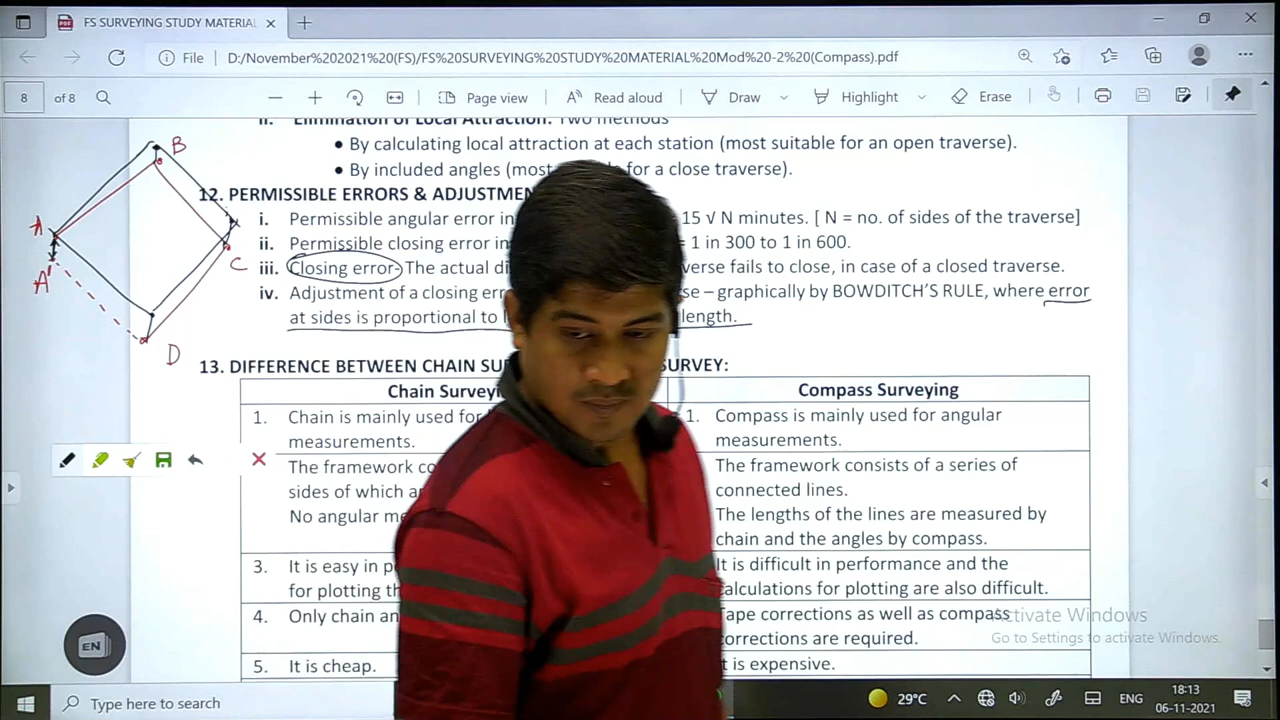 FS SURVEYING STUDY MATERIAL
File D:/November%202021%20(FS)/FS%20SURVEYING%20STUDY%20MATERIAL%20Mod%20-2%20(Compass).pdf
8 of 8 Page view Read aloud Draw Highlight Erase
ii. Elimination of Local Attraction: Two methods
• By calculating local attraction at each station (most suitable for an open traverse).
• By included angles (most for a close traverse).
12. PERMISSIBLE ERRORS & ADJUSTMEN
i. Permissible angular error in = 15 √ N minutes. [ N = no. of sides of the traverse]
ii. Permissible closing error in = 1 in 300 to 1 in 600.
iii. Closing error- The actual di verse fails to close, in case of a closed traverse.
iv. Adjustment of a closing err se – graphically by BOWDITCH'S RULE, where error
at sides is proportional to length.
B
A
A'
C
D
13. DIFFERENCE BETWEEN CHAIN SU SURVEY:
Chain Surveyi Compass Surveying
1. Chain is mainly used for
measurements.
1. Compass is mainly used for angular
measurements.
The framework co
sides of which a
No angular me
The framework consists of a series of
connected lines.
The lengths of the lines are measured by
chain and the angles by compass.
3. It is easy in p
for plotting th
It is difficult in performance and the
calculations for plotting are also difficult.
4. Only chain an
Tape corrections as well as compass
corrections are required.
5. It is cheap.
It is expensive.
Activate Windows
Go to Settings to activate Windows.
EN
Type here to search
29°C ENG 18:13
06-11-2021